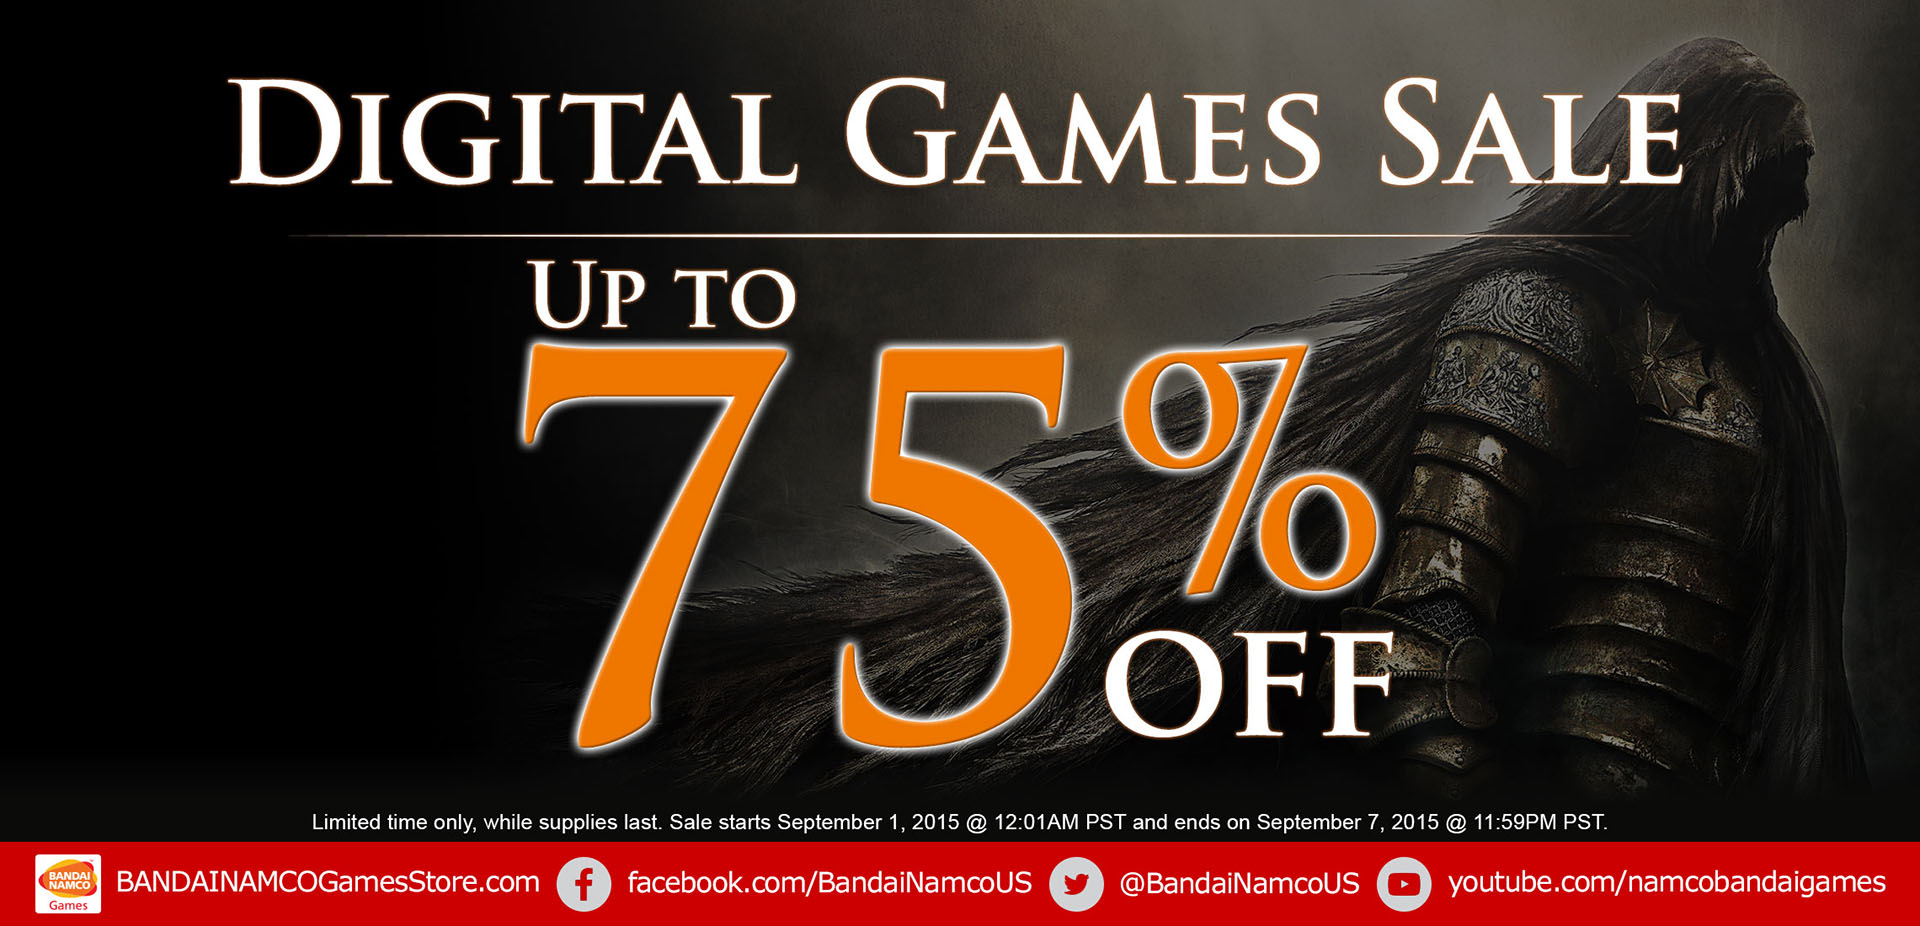 DIGITAL GAMES SALE
UP TO
75%
OFF
Limited time only, while supplies last. Sale starts September 1, 2015 @ 12:01AM PST and ends on September 7, 2015 @ 11:59PM PST.
BANDAI
NAMCO
Games
BANDAINAMCOGamesStore.com facebook.com/BandaiNamcoUS @BandaiNamcoUS youtube.com/namcobandaigames